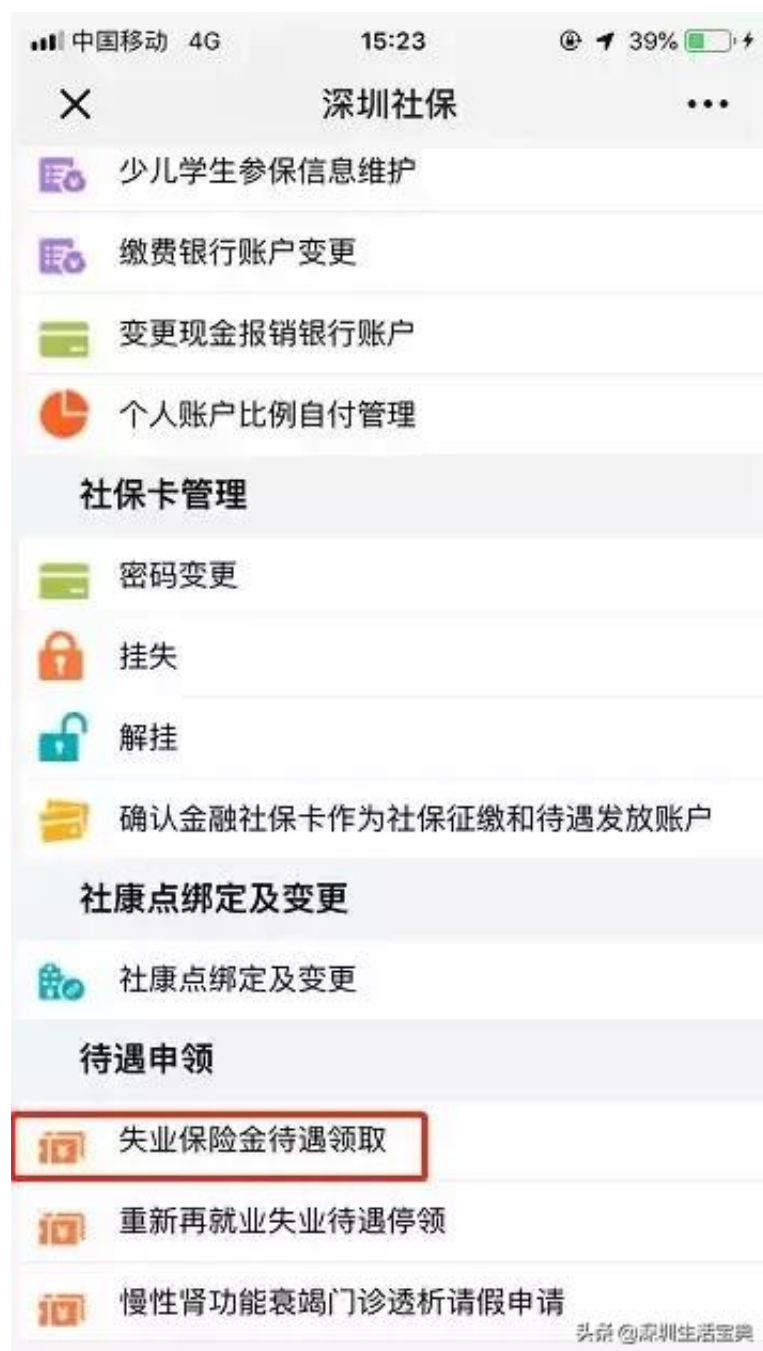 中国移动 4G 15:23 39%
深圳社保
少儿学生参保信息维护
缴费银行账户变更
变更现金报销银行账户
个人账户比例自付管理
社保卡管理
密码变更
挂失
解挂
确认金融社保卡作为社保征缴和待遇发放账户
社康点绑定及变更
社康点绑定及变更
待遇申领
失业保险金待遇领取
重新再就业失业待遇停领
慢性肾功能衰竭门诊透析请假申请
头条@深圳生活宝典